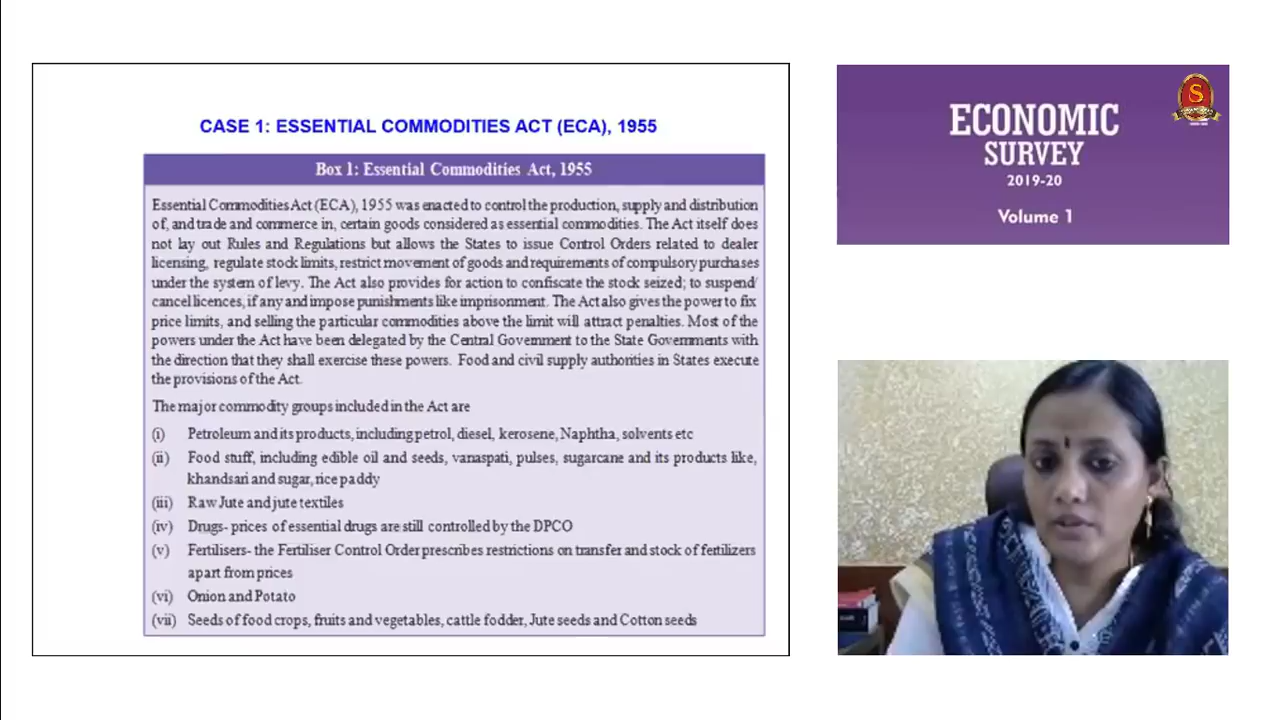 CASE 1: ESSENTIAL COMMODITIES ACT (ECA), 1955
Box 1: Essential Commodities Act, 1955
Essential Commodities Act (ECA), 1955 was enacted to control the production, supply and distribution
of, and trade and commerce in, certain goods considered as essential commodities. The Act itself does
not lay out Rules and Regulations but allows the States to issue Control Orders related to dealer
licensing, regulate stock limits, restrict movement of goods and requirements of compulsory purchases
under the system of levy. The Act also provides for action to confiscate the stock seized; to suspend/
cancel licences, if any and impose punishments like imprisonment. The Act also gives the power to fix
price limits, and selling the particular commodities above the limit will attract penalties. Most of the
powers under the Act have been delegated by the Central Government to the State Governments with
the direction that they shall exercise these powers. Food and civil supply authorities in States execute
the provisions of the Act.
The major commodity groups included in the Act are
(i) Petroleum and its products, including petrol, diesel, kerosene, Naphtha, solvents etc
(ii) Food stuff, including edible oil and seeds, vanaspati, pulses, sugarcane and its products like,
khandsari and sugar, rice paddy
(iii) Raw Jute and jute textiles
(iv) Drugs- prices of essential drugs are still controlled by the DPCO
(v) Fertilisers- the Fertiliser Control Order prescribes restrictions on transfer and stock of fertilizers
apart from prices
(vi) Onion and Potato
(vii) Seeds of food crops, fruits and vegetables, cattle fodder, Jute seeds and Cotton seeds
ECONOMIC
SURVEY
2019-20
Volume 1
S